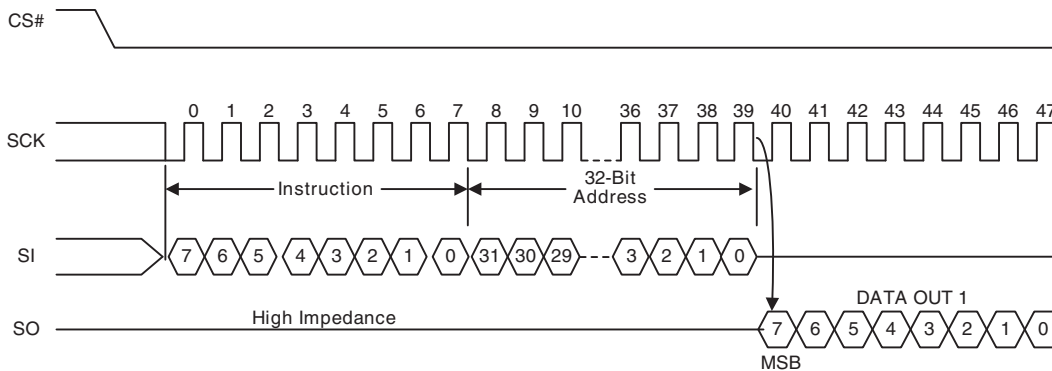 CS#
0 1 2 3 4 5 6 7 8 9 10 36 37 38 39 40 41 42 43 44 45 46 47
SCK
Instruction
32-Bit
Address
SI
7 6 5 4 3 2 1 0 31 30 29 3 2 1 0
DATA OUT 1
High Impedance
SO
7 6 5 4 3 2 1 0
MSB